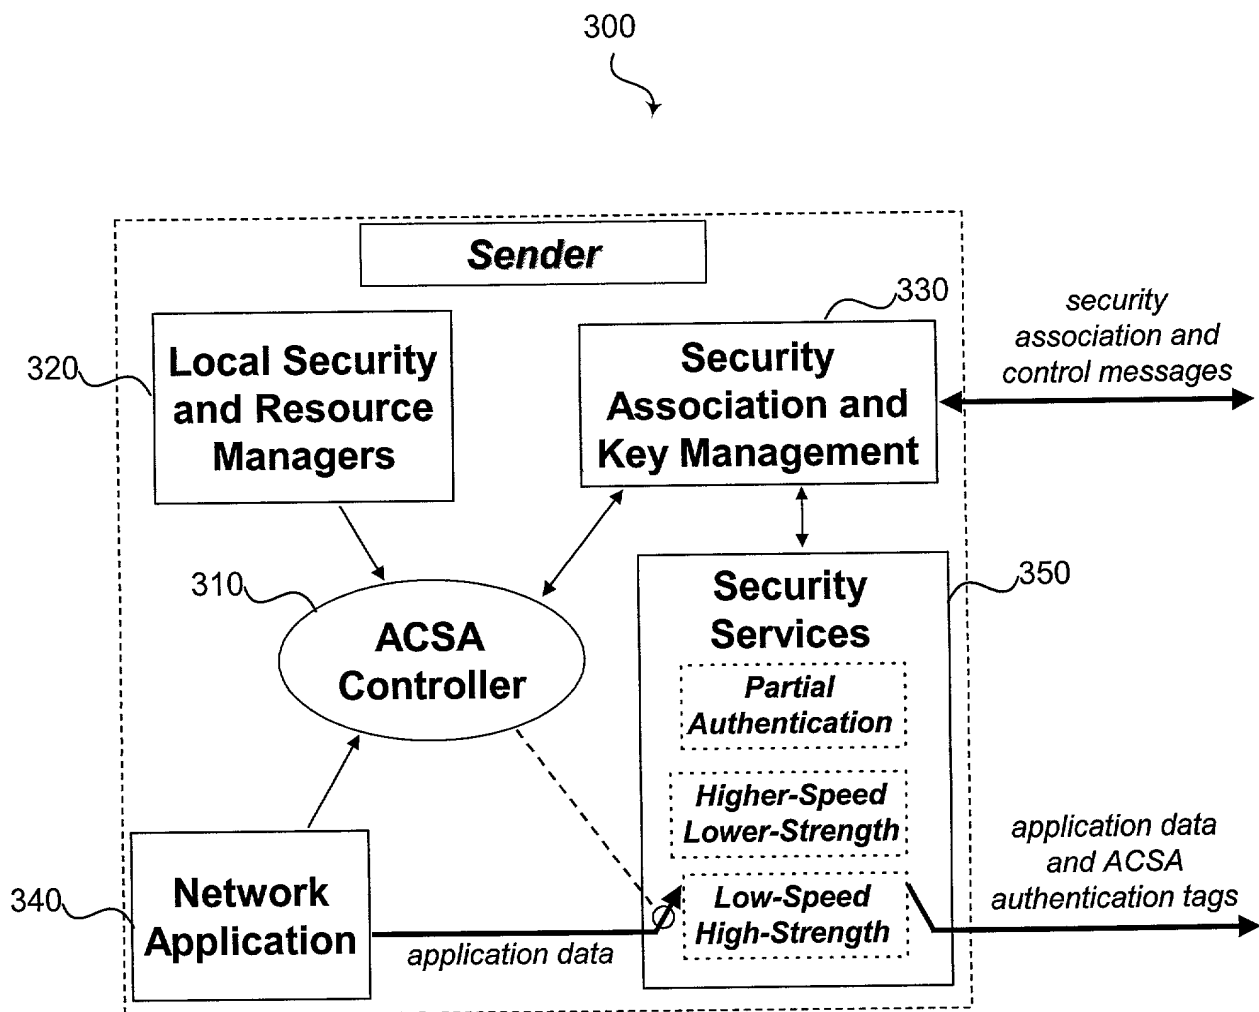 300
Sender
330
security
association and
control messages
320
Local Security
and Resource
Managers
Security
Association and
Key Management
310
ACSA
Controller
350
Security
Services
Partial
Authentication
Higher-Speed
Lower-Strength
Low-Speed
High-Strength
340
Network
Application
application data
application data
and ACSA
authentication tags